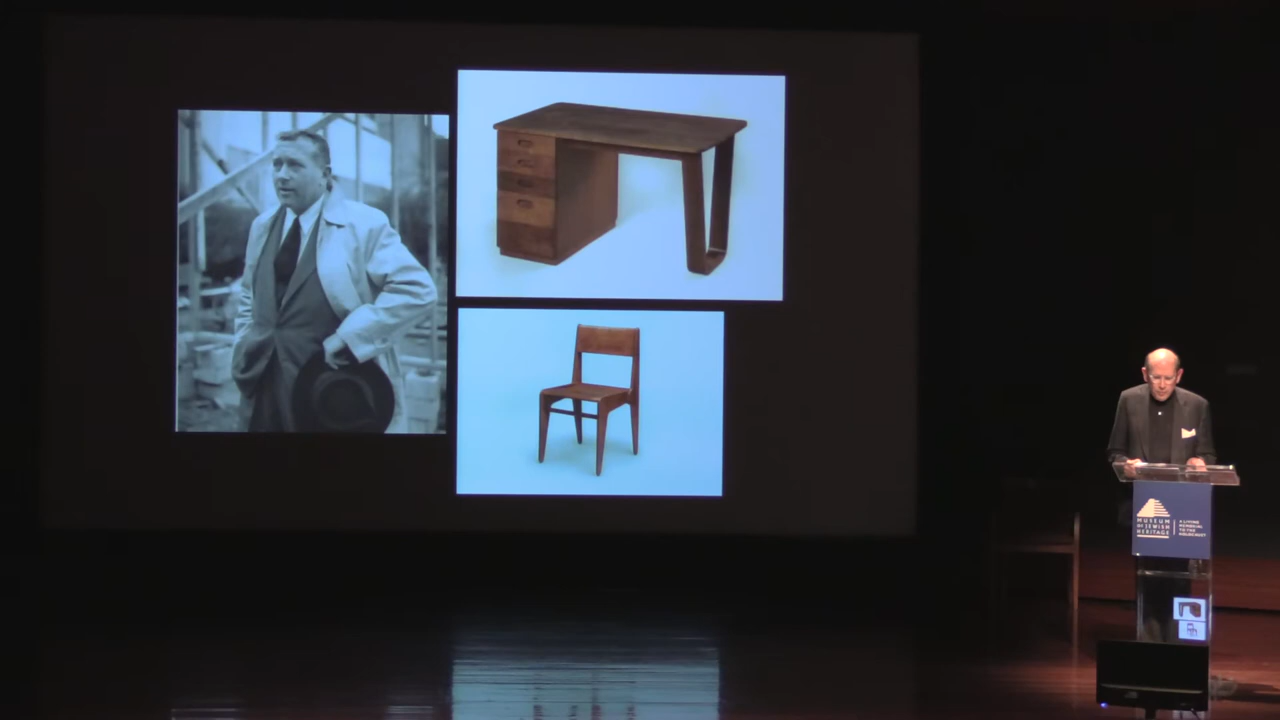 MUSEUM
OF JEWISH
HERITAGE
A LIVING
MEMORIAL
TO THE
HOLOCAUST